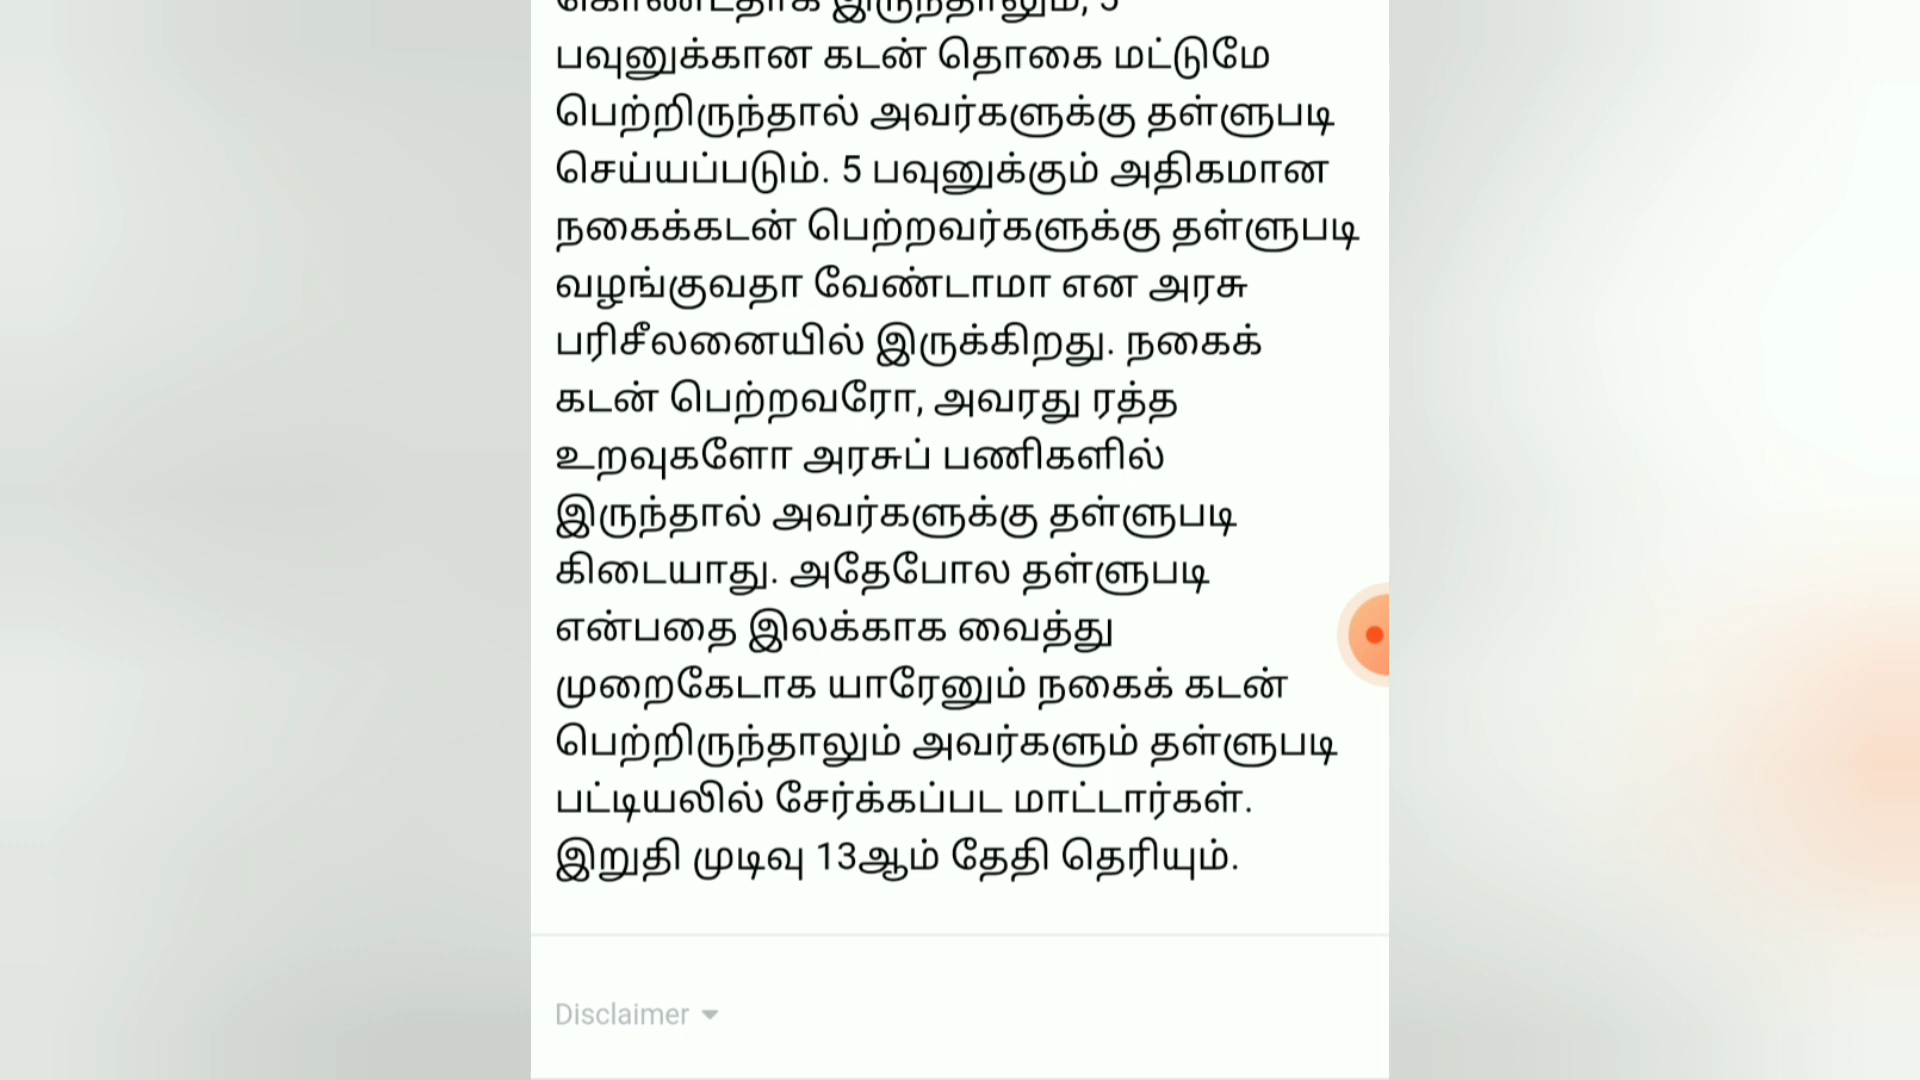 கொண்டதாக இருந்தாலும், 5
பவுனுக்கான கடன் தொகை மட்டுமே
பெற்றிருந்தால் அவர்களுக்கு தள்ளுபடி
செய்யப்படும். 5 பவுனுக்கும் அதிகமான
நகைக்கடன் பெற்றவர்களுக்கு தள்ளுபடி
வழங்குவதா வேண்டாமா என அரசு
பரிசீலனையில் இருக்கிறது. நகைக்
கடன் பெற்றவரோ, அவரது ரத்த
உறவுகளோ அரசுப் பணிகளில்
இருந்தால் அவர்களுக்கு தள்ளுபடி
கிடையாது. அதேபோல தள்ளுபடி
என்பதை இலக்காக வைத்து
முறைகேடாக யாரேனும் நகைக் கடன்
பெற்றிருந்தாலும் அவர்களும் தள்ளுபடி
பட்டியலில் சேர்க்கப்பட மாட்டார்கள்.
இறுதி முடிவு 13ஆம் தேதி தெரியும்.
Disclaimer